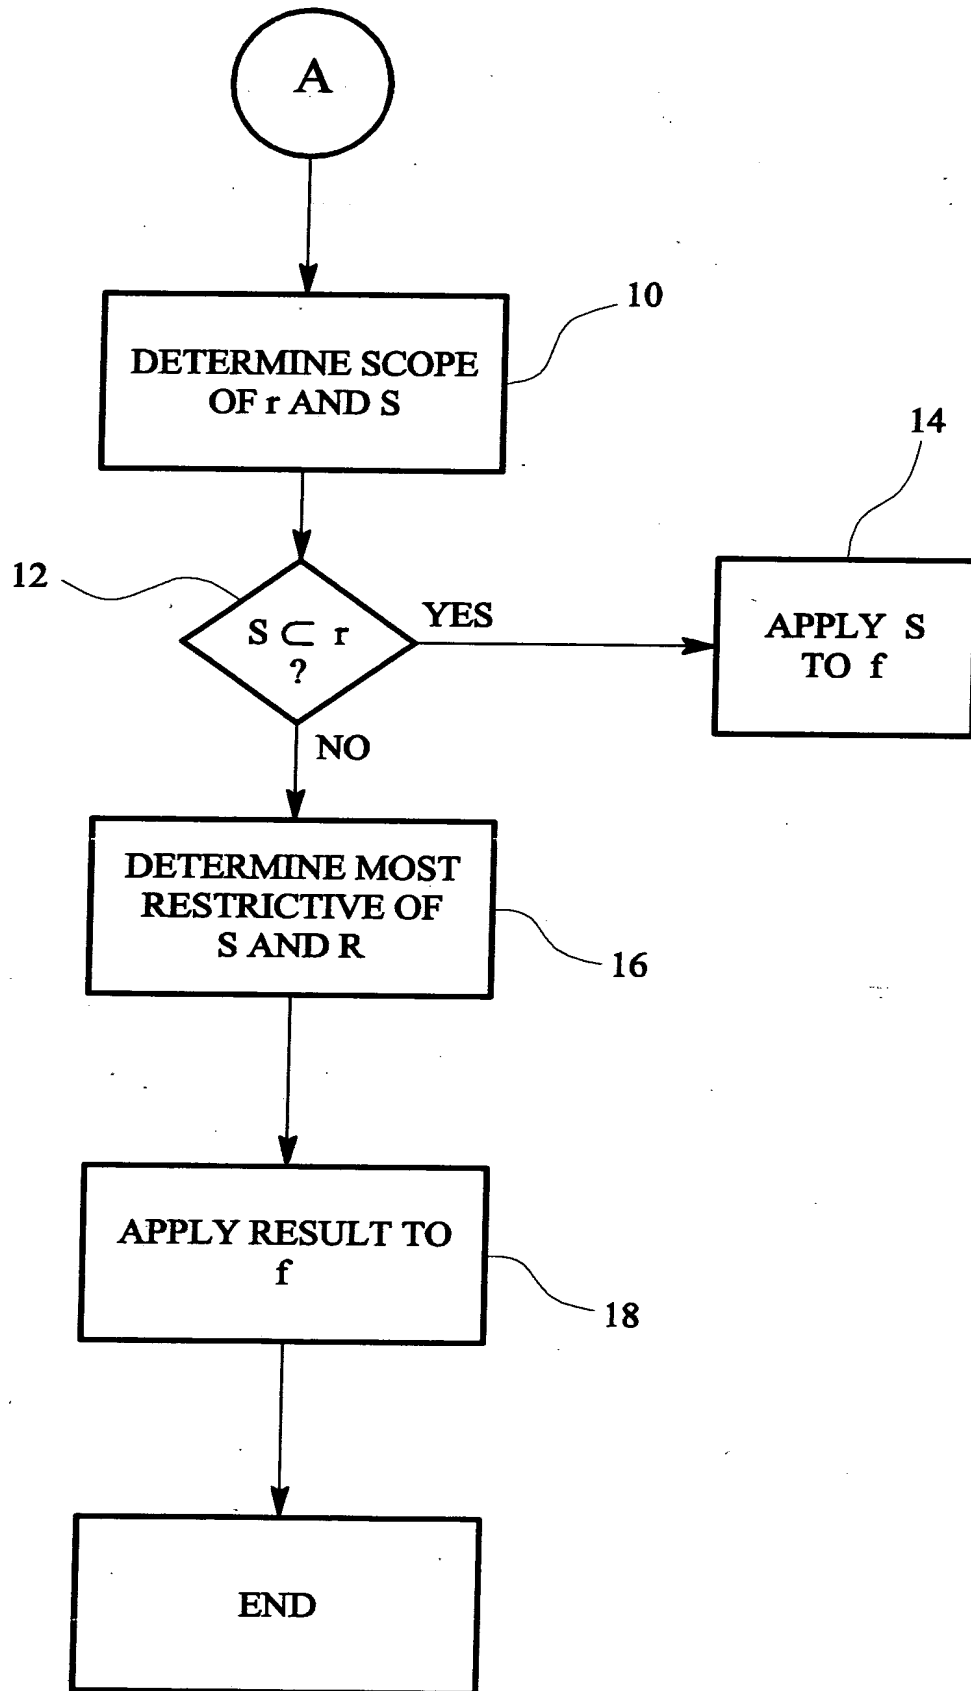 A
10
DETERMINE SCOPE
OF r AND S
14
12
S ⊂ r
?
YES
APPLY S
TO f
NO
DETERMINE MOST
RESTRICTIVE OF
S AND R
16
APPLY RESULT TO
f
18
END